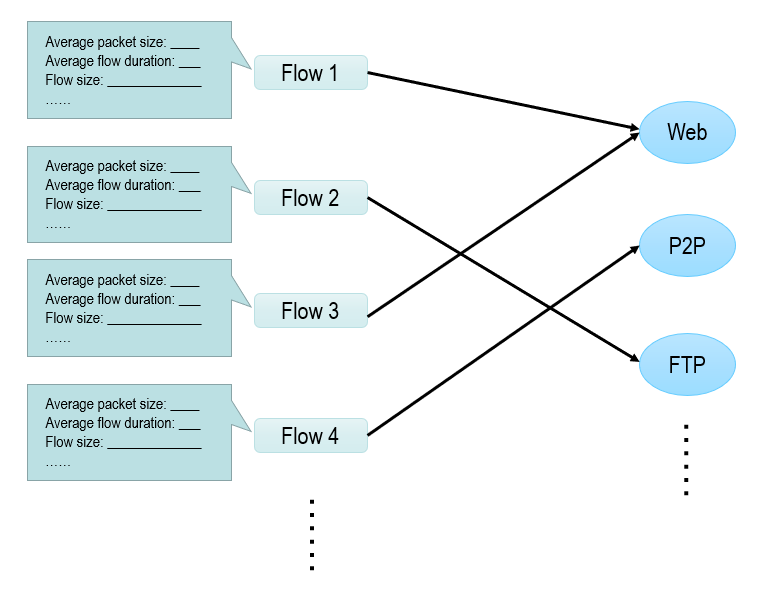 Average packet size: ____
Average flow duration: ___
Flow size: _____________
......
Flow 1
Web
Average packet size: ____
Average flow duration: ___
Flow size: _____________
......
Flow 2
P2P
Average packet size: ____
Average flow duration: ___
Flow size: _____________
......
Flow 3
FTP
Average packet size: ____
Average flow duration: ___
Flow size: _____________
......
Flow 4